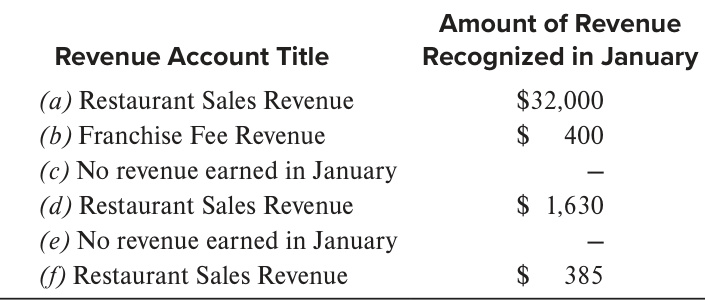 Amount of Revenue
Revenue Account Title Recognized in January
(a) Restaurant Sales Revenue $32,000
(b) Franchise Fee Revenue $ 400
(c) No revenue earned in January –
(d) Restaurant Sales Revenue $ 1,630
(e) No revenue earned in January –
(f) Restaurant Sales Revenue $ 385